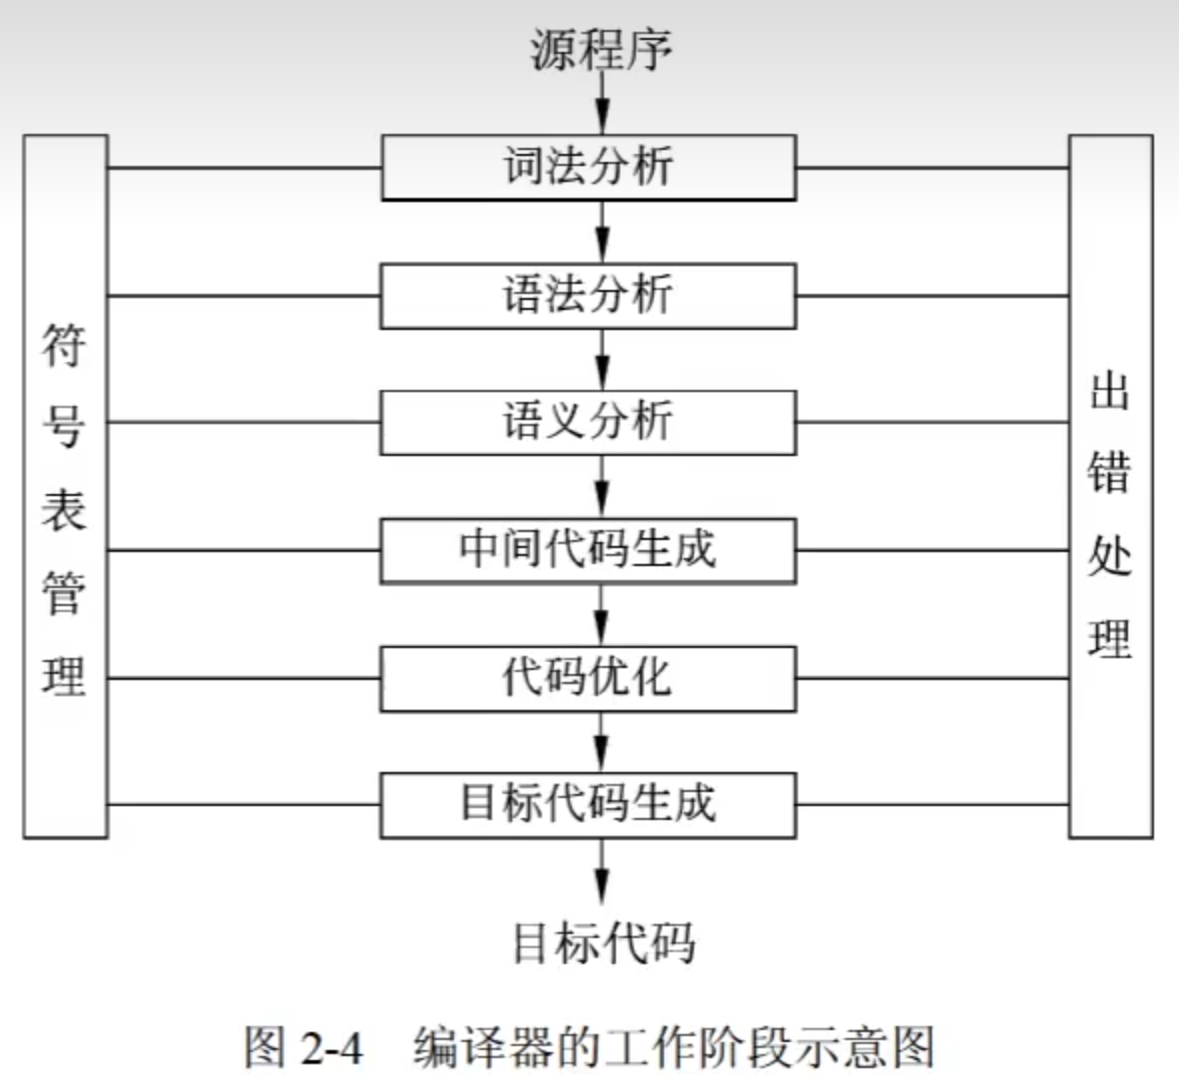 源程序
词法分析
语法分析
语义分析
中间代码生成
代码优化
目标代码生成
符号表管理
出错处理
目标代码
图 2-4 编译器的工作阶段示意图